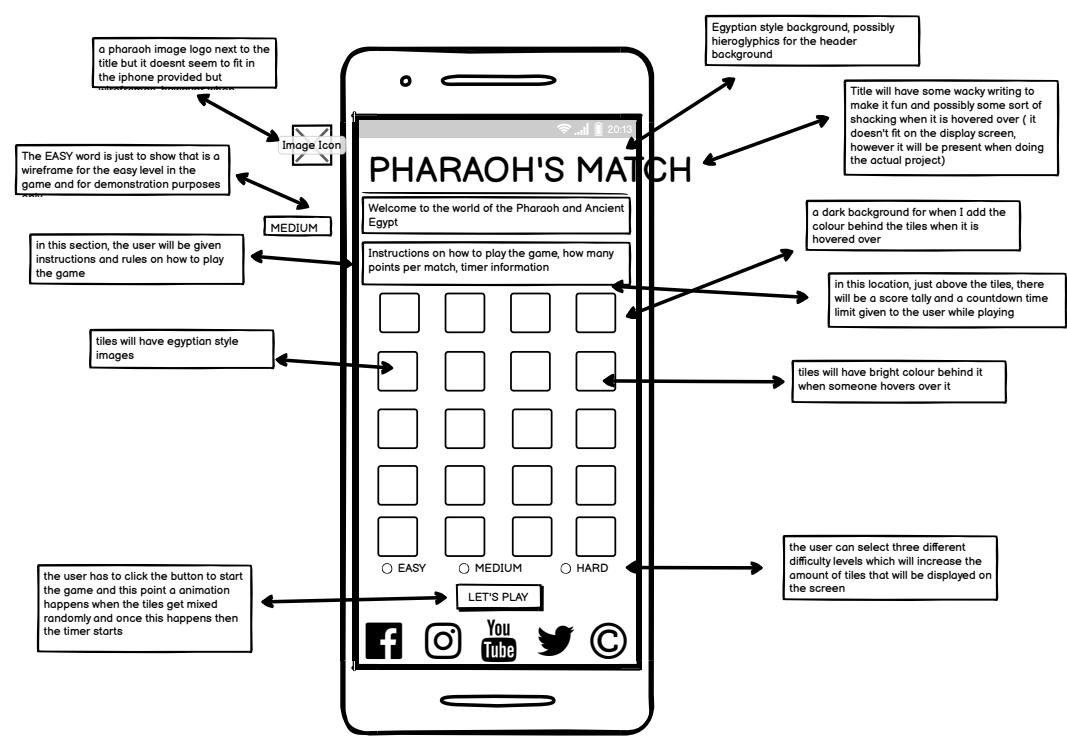 a pharaoh image logo next to the
title but it doesnt seem to fit in
the iphone provided but
Image Icon
The EASY word is just to show that is a
wireframe for the easy level in the
game and for demonstration purposes
MEDIUM
in this section, the user will be given
instructions and rules on how to play
the game
tiles will have egyptian style
images
the user has to click the button to start
the game and this point a animation
happens when the tiles get mixed
randomly and once this happens then
the timer starts
20:13
PHARAOH'S MATCH
Welcome to the world of the Pharaoh and Ancient
Egypt
Instructions on how to play the game, how many
points per match, timer information
EASY
MEDIUM
HARD
LET'S PLAY
You
Tube
Egyptian style background, possibly
hieroglyphics for the header
background
Title will have some wacky writing to
make it fun and possibly some sort of
shacking when it is hovered over ( it
doesn't fit on the display screen,
however it will be present when doing
the actual project)
a dark background for when I add the
colour behind the tiles when it is
hovered over
in this location, just above the tiles, there
will be a score tally and a countdown time
limit given to the user while playing
tiles will have bright colour behind it
when someone hovers over it
the user can select three different
difficulty levels which will increase the
amount of tiles that will be displayed on
the screen